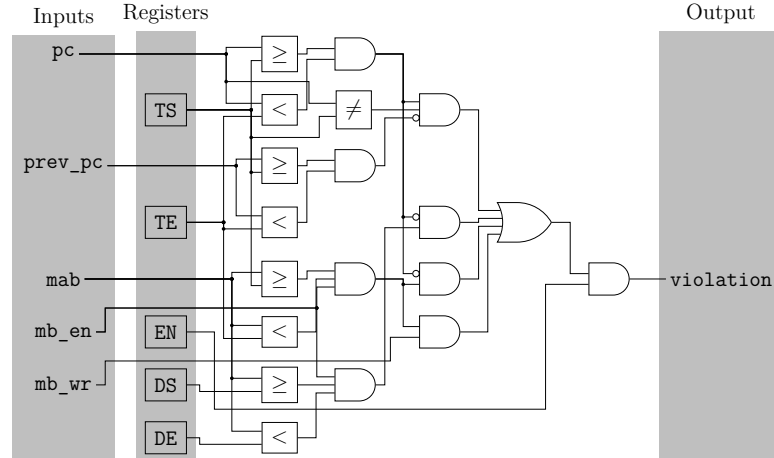 Inputs Registers Output
pc ≥
TS < ≠
prev_pc ≥
TE <
mab ≥ violation
mb_en EN <
mb_wr DS ≥
DE <